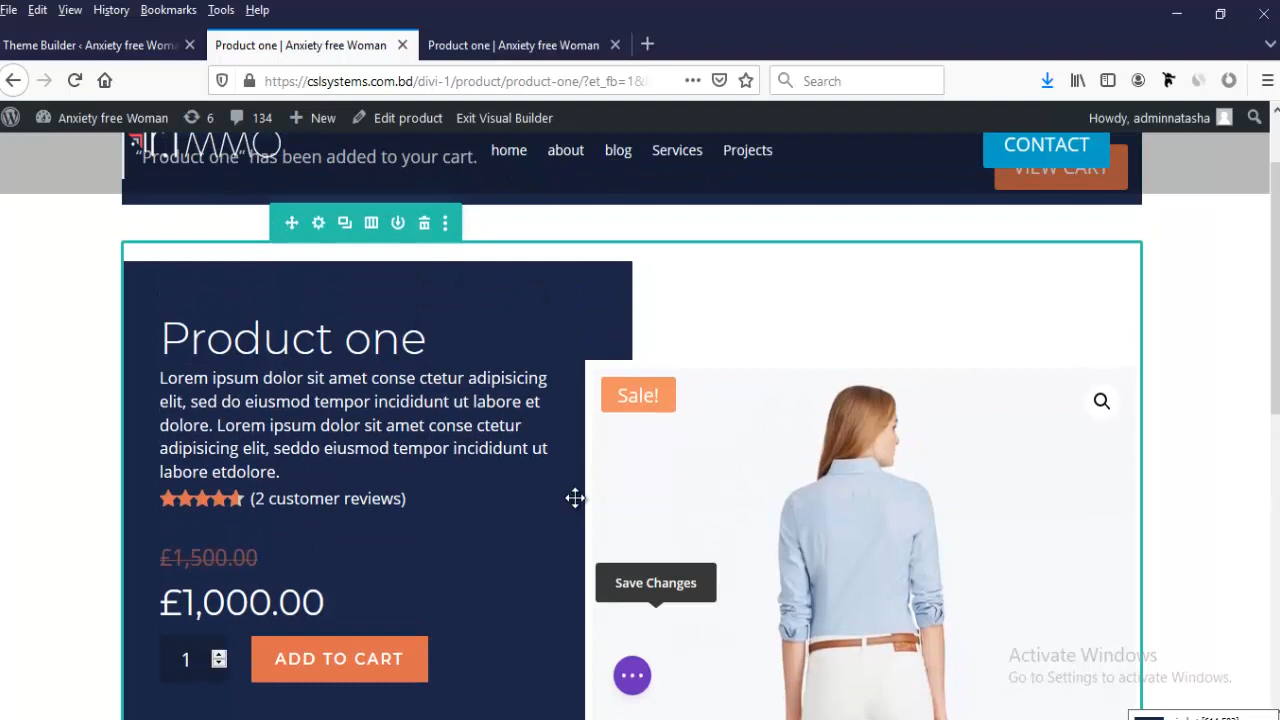 File Edit View History Bookmarks Tools Help
Theme Builder ‹ Anxiety free Wom
Product one | Anxiety free Woman
Product one | Anxiety free Woman
https://cslsystems.com.bd/divi-1/product/product-one/?et_fb=1&
Search
Anxiety free Woman 6 134 New Edit product Exit Visual Builder Howdy, adminnatasha
home about blog Services Projects CONTACT
“Product one” has been added to your cart.
VIEW CART
Product one
Lorem ipsum dolor sit amet conse ctetur adipisicing
elit, sed do eiusmod tempor incididunt ut labore et
dolore. Lorem ipsum dolor sit amet conse ctetur
adipisicing elit, seddo eiusmod tempor incididunt ut
labore etdolore.
(2 customer reviews)
£1,500.00
£1,000.00
1
ADD TO CART
Sale!
Save Changes
Activate Windows
Go to Settings to activate Windows.